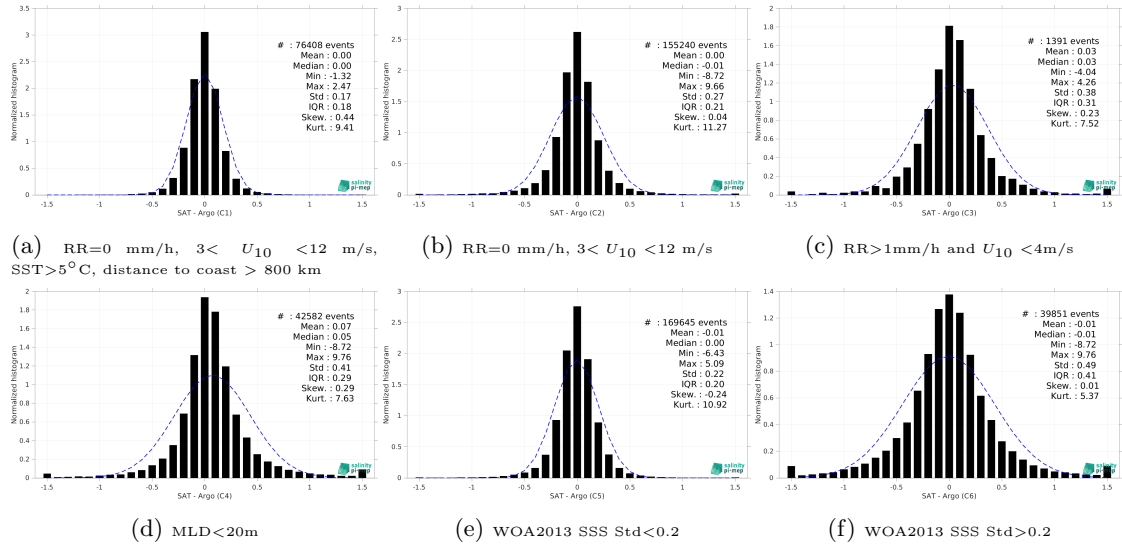 3.5
3
2.5
2
1.5
1
0.5
0
-1.5 -1 -0.5 0 0.5 1 1.5
Normalized histogram
SAT - Argo (C1)
# : 76408 events
Mean : 0.00
Median : 0.00
Min : -1.32
Max : 2.47
Std : 0.17
IQR : 0.18
Skew. : 0.44
Kurt. : 9.41
salinity
pi-mep
(a) RR=0 mm/h, 3< U10 <12 m/s,
SST>5°C, distance to coast > 800 km
3
2.5
2
1.5
1
0.5
0
-1.5 -1 -0.5 0 0.5 1 1.5
Normalized histogram
SAT - Argo (C2)
# : 155240 events
Mean : 0.00
Median : -0.01
Min : -8.72
Max : 9.66
Std : 0.27
IQR : 0.21
Skew. : 0.04
Kurt. : 11.27
salinity
pi-mep
(b) RR=0 mm/h, 3< U10 <12 m/s
2
1.8
1.6
1.4
1.2
1
0.8
0.6
0.4
0.2
0
-1.5 -1 -0.5 0 0.5 1 1.5
Normalized histogram
SAT - Argo (C3)
# : 1391 events
Mean : 0.03
Median : 0.03
Min : -4.04
Max : 4.26
Std : 0.38
IQR : 0.31
Skew. : 0.23
Kurt. : 7.52
salinity
pi-mep
(c) RR>1mm/h and U10 <4m/s
2
1.8
1.6
1.4
1.2
1
0.8
0.6
0.4
0.2
0
-1.5 -1 -0.5 0 0.5 1 1.5
Normalized histogram
SAT - Argo (C4)
# : 42582 events
Mean : 0.07
Median : 0.05
Min : -8.72
Max : 9.76
Std : 0.41
IQR : 0.29
Skew. : 0.29
Kurt. : 7.63
salinity
pi-mep
(d) MLD<20m
3
2.5
2
1.5
1
0.5
0
-1.5 -1 -0.5 0 0.5 1 1.5
Normalized histogram
SAT - Argo (C5)
# : 169645 events
Mean : -0.01
Median : 0.00
Min : -6.43
Max : 5.09
Std : 0.22
IQR : 0.20
Skew. : -0.24
Kurt. : 10.92
salinity
pi-mep
(e) WOA2013 SSS Std<0.2
1.4
1.2
1
0.8
0.6
0.4
0.2
0
-1.5 -1 -0.5 0 0.5 1 1.5
Normalized histogram
SAT - Argo (C6)
# : 39851 events
Mean : -0.01
Median : -0.01
Min : -8.72
Max : 9.76
Std : 0.49
IQR : 0.41
Skew. : 0.01
Kurt. : 5.37
salinity
pi-mep
(f) WOA2013 SSS Std>0.2